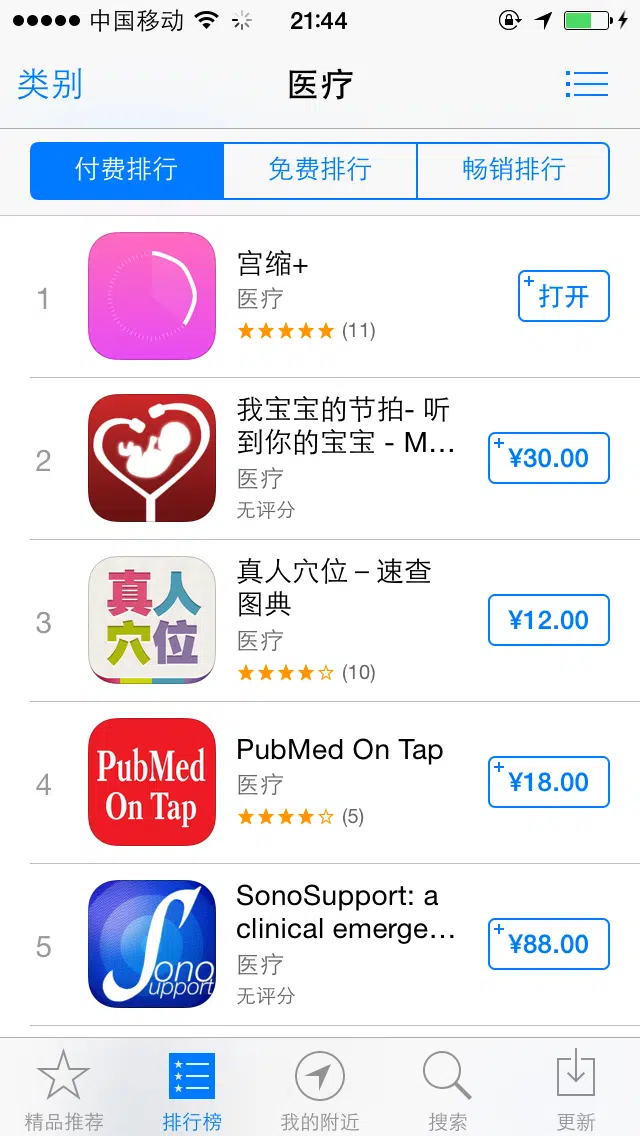 中国移动
21:44
类别
医疗
付费排行
免费排行
畅销排行
1
宫缩+
医疗
(11)
+
打开
2
我宝宝的节拍- 听
到你的宝宝 - M...
医疗
无评分
+
¥30.00
3
真人
穴位
真人穴位 – 速查
图典
医疗
(10)
¥12.00
4
PubMed
On Tap
PubMed On Tap
医疗
(5)
+
¥18.00
5
Sono
Support
SonoSupport: a
clinical emerge...
医疗
无评分
+
¥88.00
精品推荐
排行榜
我的附近
搜索
更新